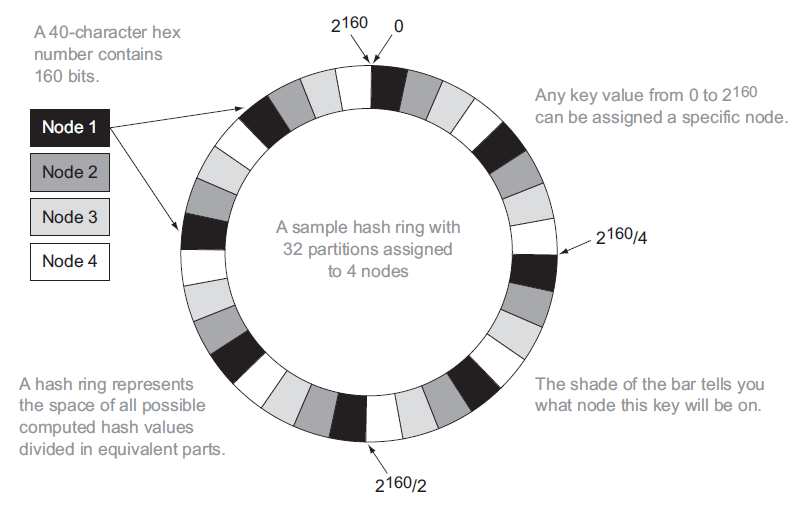 A 40-character hex
number contains
160 bits.
2160
0
Any key value from 0 to 2160
can be assigned a specific node.
Node 1
Node 2
Node 3
Node 4
A sample hash ring with
32 partitions assigned
to 4 nodes
2160/4
A hash ring represents
the space of all possible
computed hash values
divided in equivalent parts.
The shade of the bar tells you
what node this key will be on.
2160/2